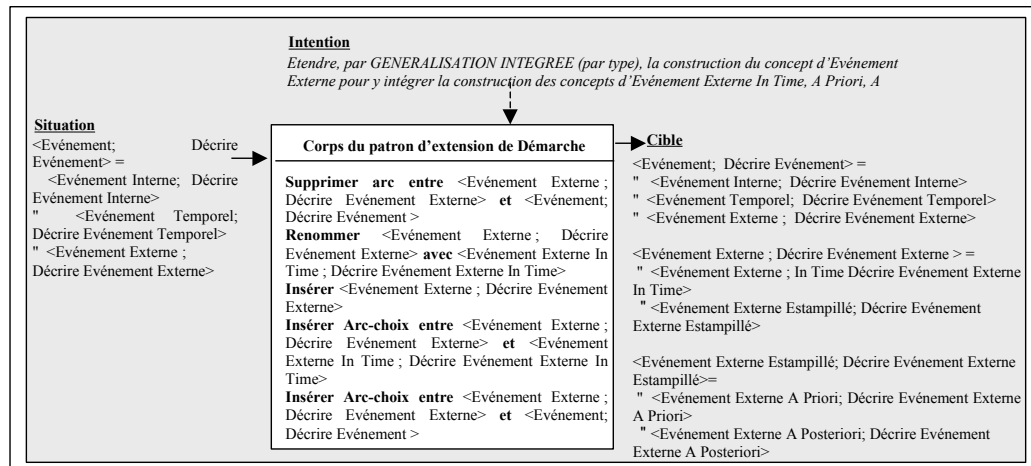 Intention
Etendre, par GENERALISATION INTEGREE (par type), la construction du concept d'Evénement
Externe pour y intégrer la construction des concepts d'Evénement Externe In Time, A Priori, A
Situation
<Evénement; Décrire
Evénement> =
<Evénement Interne; Décrire
Evénement Interne>
" <Evénement Temporel;
Décrire Evénement Temporel>
" <Evénement Externe ;
Décrire Evénement Externe>
Corps du patron d'extension de Démarche
Supprimer arc entre <Evénement Externe ;
Décrire Evénement Externe> et <Evénement;
Décrire Evénement >
Renommer <Evénement Externe ; Décrire
Evénement Externe> avec <Evénement Externe In
Time ; Décrire Evénement Externe In Time>
Insérer <Evénement Externe ; Décrire Evénement
Externe>
Insérer Arc-choix entre <Evénement Externe ;
Décrire Evénement Externe> et <Evénement
Externe In Time ; Décrire Evénement Externe In
Time>
Insérer Arc-choix entre <Evénement Externe ;
Décrire Evénement Externe> et <Evénement;
Décrire Evénement >
Cible
<Evénement; Décrire Evénement> =
" <Evénement Interne; Décrire Evénement Interne>
" <Evénement Temporel; Décrire Evénement Temporel>
" <Evénement Externe ; Décrire Evénement Externe>
<Evénement Externe ; Décrire Evénement Externe > =
" <Evénement Externe ; In Time Décrire Evénement Externe
In Time>
" <Evénement Externe Estampillé; Décrire Evénement
Externe Estampillé>
<Evénement Externe Estampillé; Décrire Evénement Externe
Estampillé>=
" <Evénement Externe A Priori; Décrire Evénement Externe
A Priori>
" <Evénement Externe A Posteriori; Décrire Evénement
Externe A Posteriori>